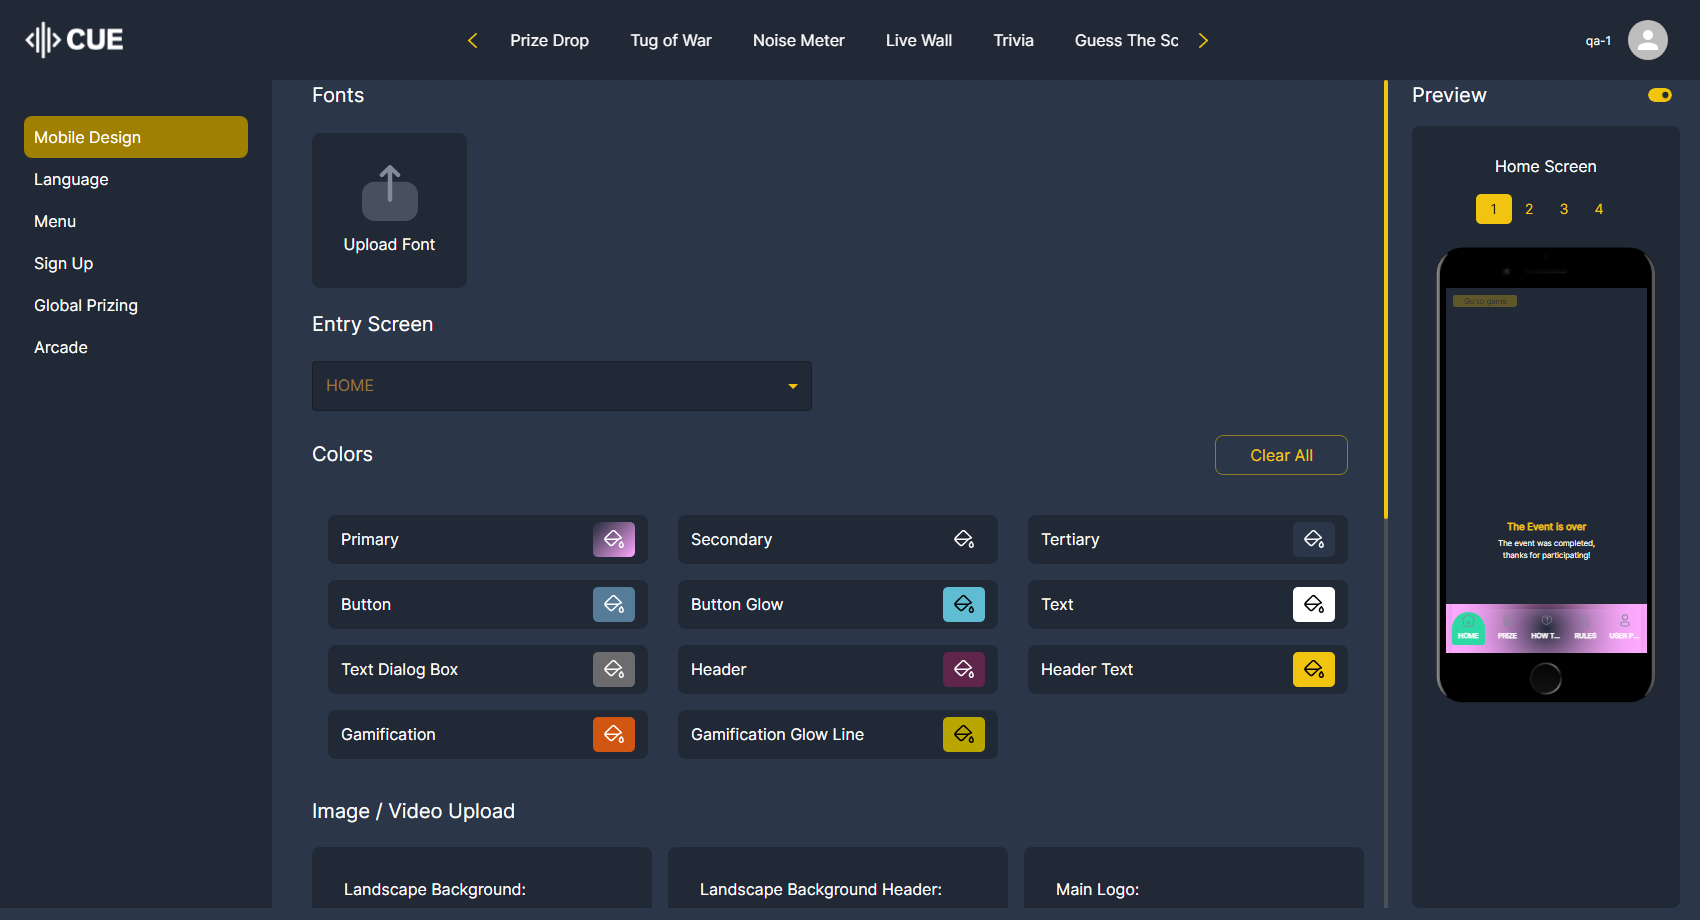 CUE
Prize Drop
Tug of War
Noise Meter
Live Wall
Trivia
Guess The Sc
qa-1
Mobile Design
Language
Menu
Sign Up
Global Prizing
Arcade
Fonts
Upload Font
Entry Screen
HOME
Colors
Clear All
Primary
Secondary
Tertiary
Button
Button Glow
Text
Text Dialog Box
Header
Header Text
Gamification
Gamification Glow Line
Image / Video Upload
Landscape Background:
Landscape Background Header:
Main Logo:
Preview
Home Screen
1 2 3 4
Go to game
The Event is over
The event was completed,
thanks for participating!
HOME PRIZE HOW T... RULES USER P...